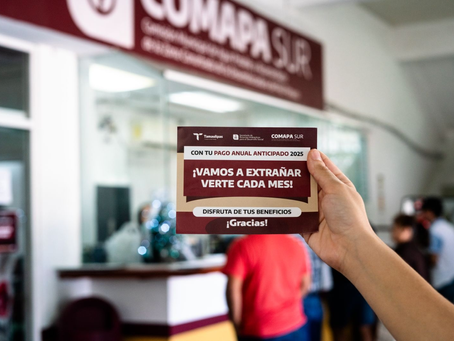 COMAPA SUR
Tamaulipas
COMAPA SUR
CON TU PAGO ANUAL ANTICIPADO 2025
¡VAMOS A EXTRAÑAR
VERTE CADA MES!
DISFRUTA DE TUS BENEFICIOS
¡Gracias!